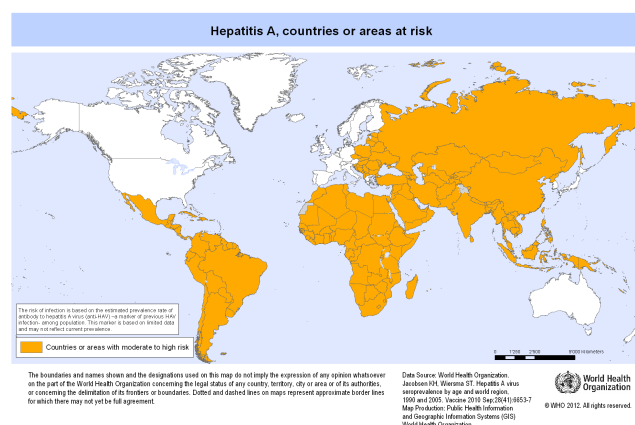 Hepatitis A, countries or areas at risk
The risk of infection is based on the estimated prevalence rate of
antibody to hepatitis A virus (anti-HAV) –a marker of previous HAV
infection- among population. This marker is based on limited data
and may not reflect current prevalence.
Countries or areas with moderate to high risk
kilometers
The boundaries and names shown and the designations used on this map do not imply the expression of any opinion whatsoever
on the part of the World Health Organization concerning the legal status of any country, territory, city or area or of its authorities,
or concerning the delimitation of its frontiers or boundaries. Dotted and dashed lines on maps represent approximate border lines
for which there may not yet be full agreement.
Data Source: World Health Organization.
Jacobsen KH, Wiersma ST. Hepatitis A virus
seroprevalence by age and world region,
1990 and 2005. Vaccine 2010 Sep;28(41):6653-7
Map Production: Public Health Information
and Geographic Information Systems (GIS)
World Health Organization
World Health
Organization
© WHO 2012. All rights reserved.